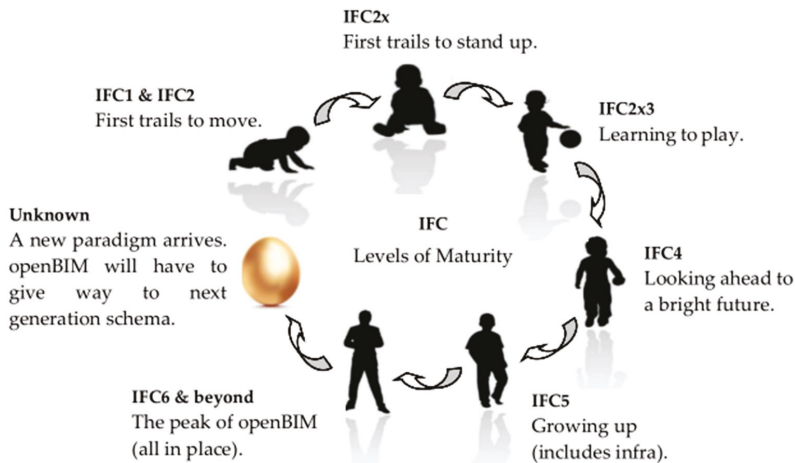 IFC2x
First trails to stand up.
IFC1 & IFC2
First trails to move.
IFC2x3
Learning to play.
Unknown
A new paradigm arrives.
openBIM will have to
give way to next
generation schema.
IFC
Levels of Maturity
IFC4
Looking ahead to
a bright future.
IFC6 & beyond
The peak of openBIM
(all in place).
IFC5
Growing up
(includes infra).